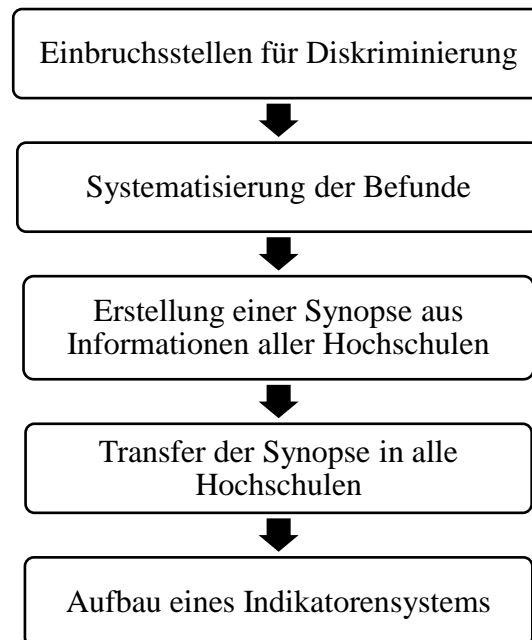 Einbruchsstellen für Diskriminierung
Systematisierung der Befunde
Erstellung einer Synopse aus
Informationen aller Hochschulen
Transfer der Synopse in alle
Hochschulen
Aufbau eines Indikatorensystems